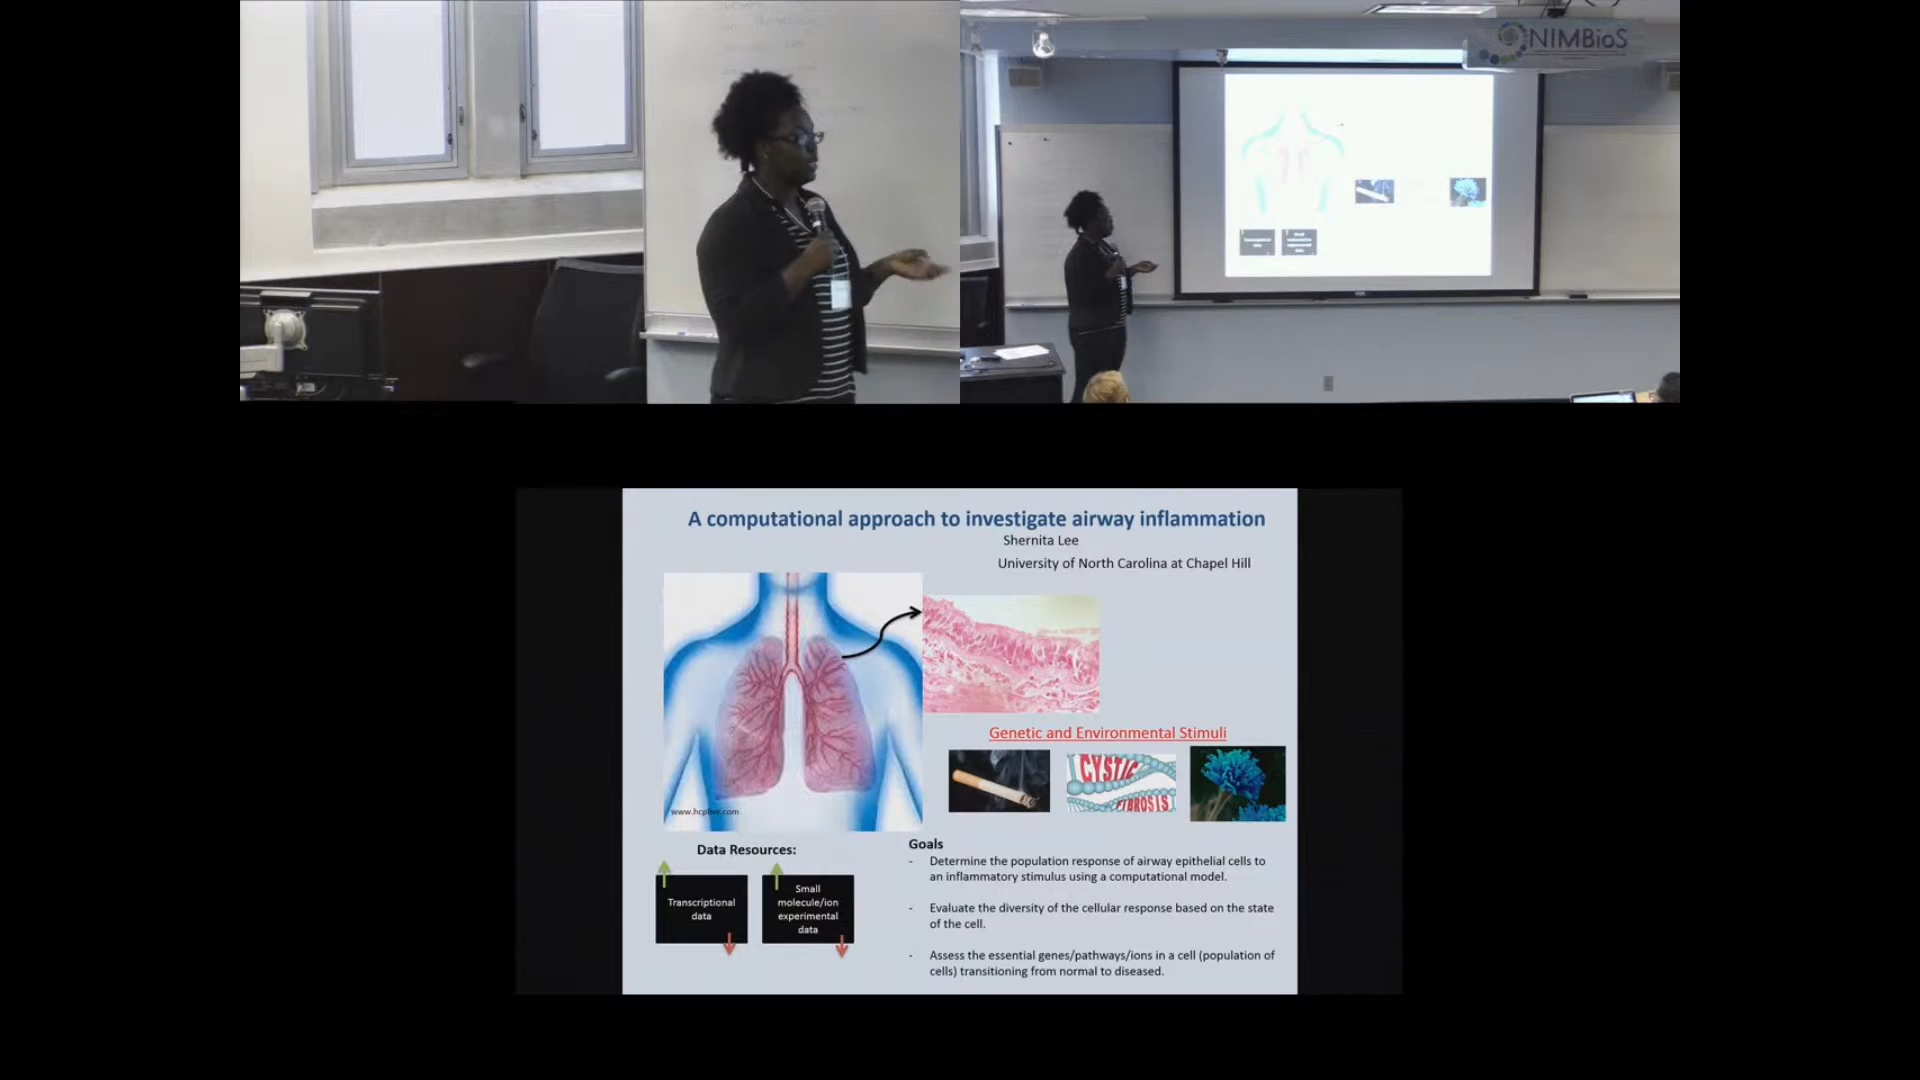 NIMBioS
A computational approach to investigate airway inflammation
Shernita Lee
University of North Carolina at Chapel Hill
Genetic and Environmental Stimuli
CYSTIC
FIBROSIS
Data Resources:
Transcriptional
data
Small
molecule/ion
experimental
data
Goals
- Determine the population response of airway epithelial cells to
an inflammatory stimulus using a computational model.
- Evaluate the diversity of the cellular response based on the state
of the cell.
- Assess the essential genes/pathways/ions in a cell (population of
cells) transitioning from normal to diseased.